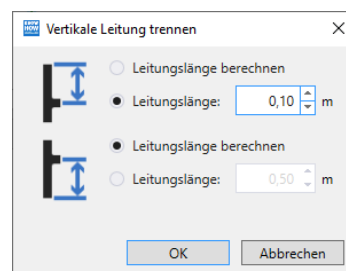 Vertikale Leitung trennen
Leitungslänge berechnen
Leitungslänge: 0,10 m
Leitungslänge berechnen
Leitungslänge: 0,50 m
OK Abbrechen